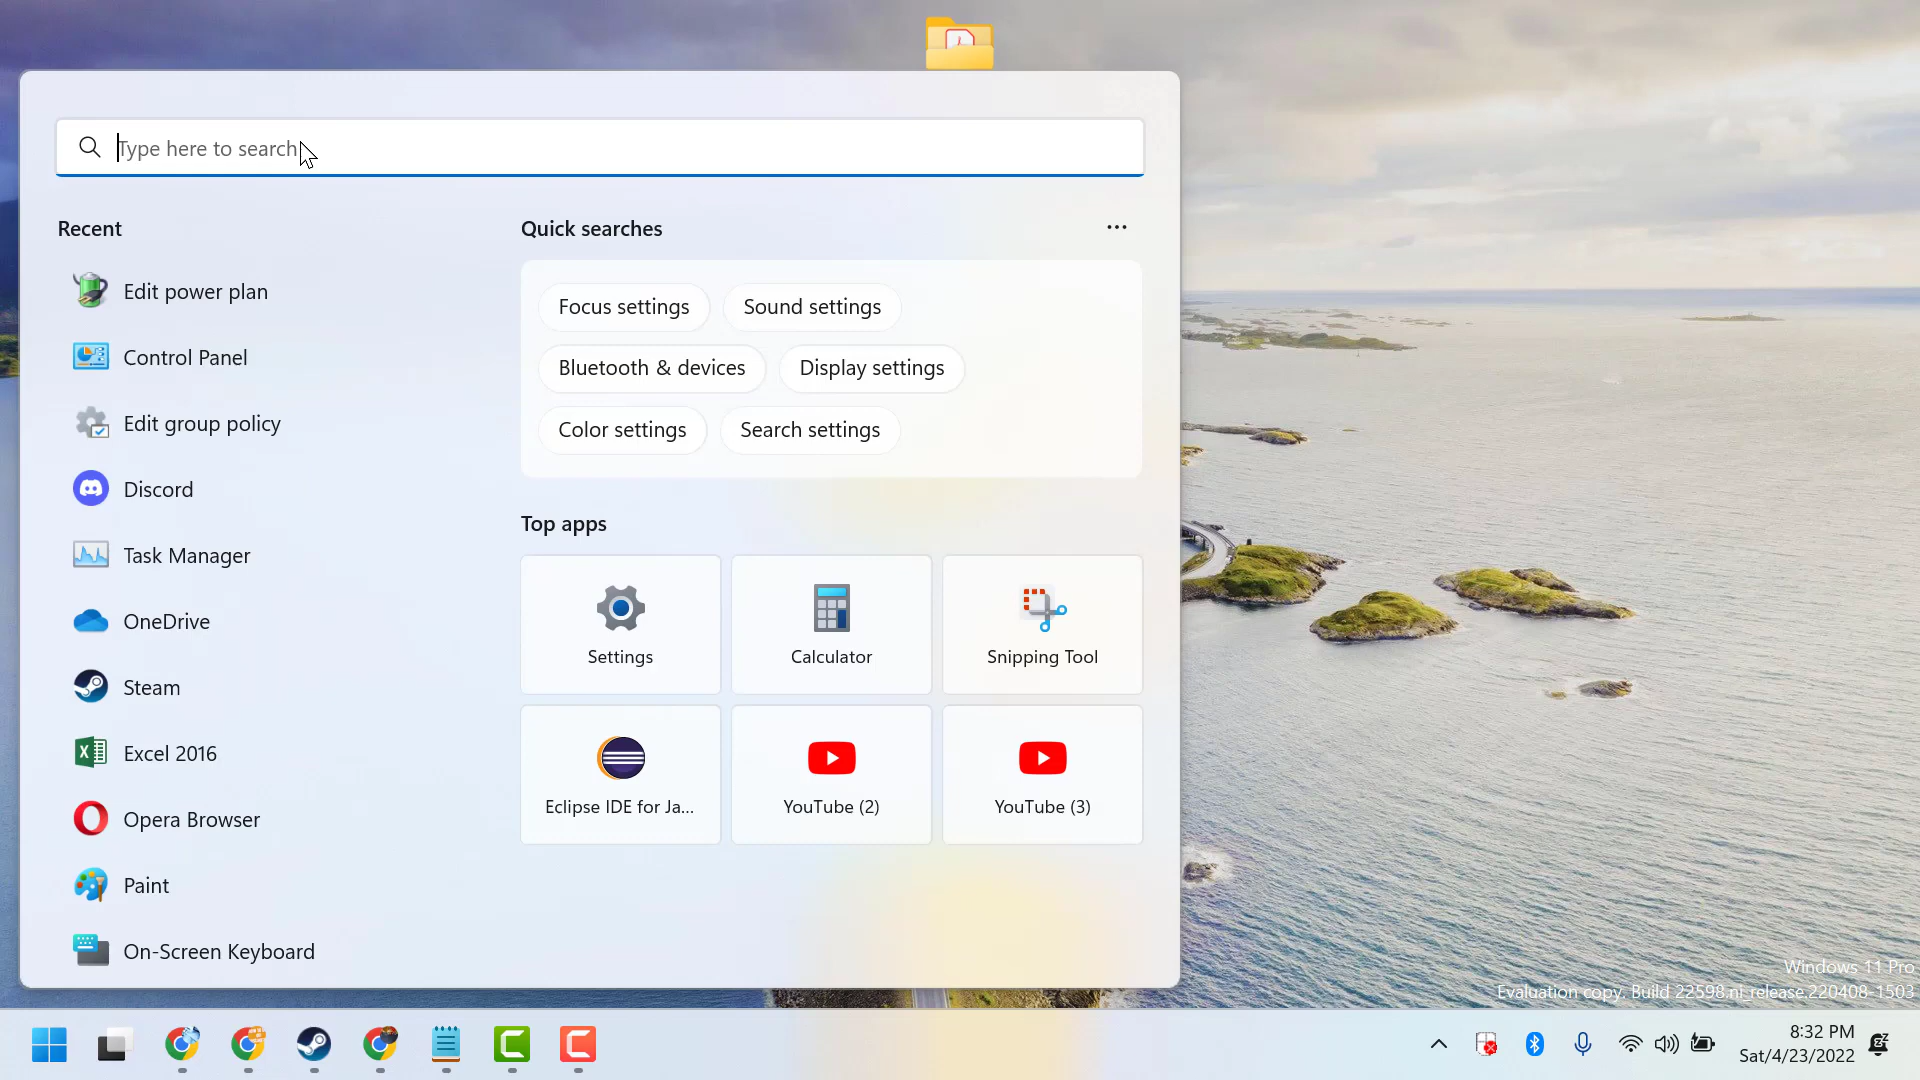 Type here to search
Recent
Edit power plan
Control Panel
Edit group policy
Discord
Task Manager
OneDrive
Steam
Excel 2016
Opera Browser
Paint
On-Screen Keyboard
Quick searches
Focus settings
Sound settings
Bluetooth & devices
Display settings
Color settings
Search settings
Top apps
Settings
Calculator
Snipping Tool
Eclipse IDE for Ja...
YouTube (2)
YouTube (3)
Windows 11 Pro
Evaluation copy. Build 22598.ni_release.220408-1503
8:32 PM
Sat/4/23/2022